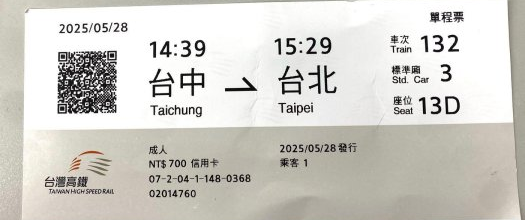 單程票
2025/05/28
14:39 15:29
台中 台北
Taichung Taipei
車次 Train 132
標準廂 Std. Car 3
座位 Seat 13D
成人
NT$ 700 信用卡
07-2-04-1-148-0368
02014760
2025/05/28 發行
乘客 1
台灣高鐵
TAIWAN HIGH SPEED RAIL